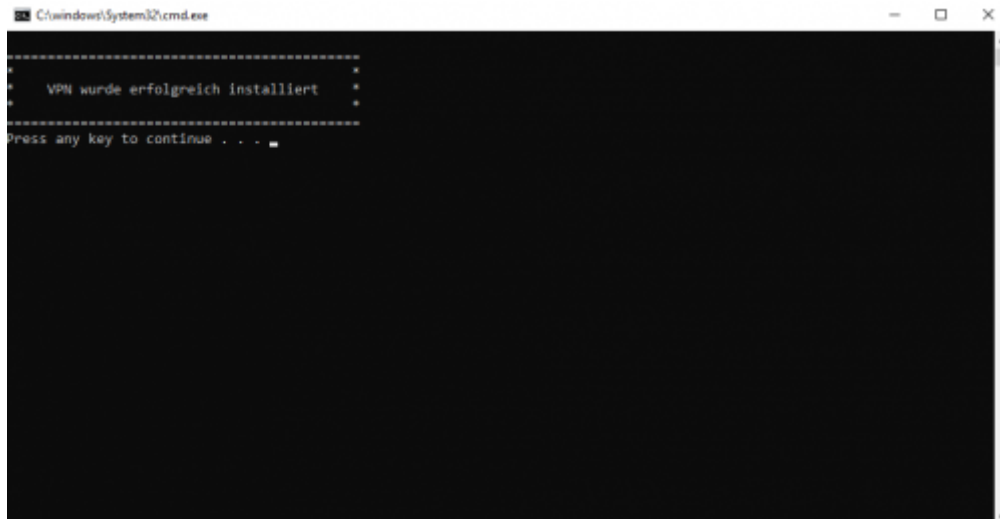 C:\windows\System32\cmd.exe
============================================
* *
* VPN wurde erfolgreich installiert *
* *
============================================
Press any key to continue . . .